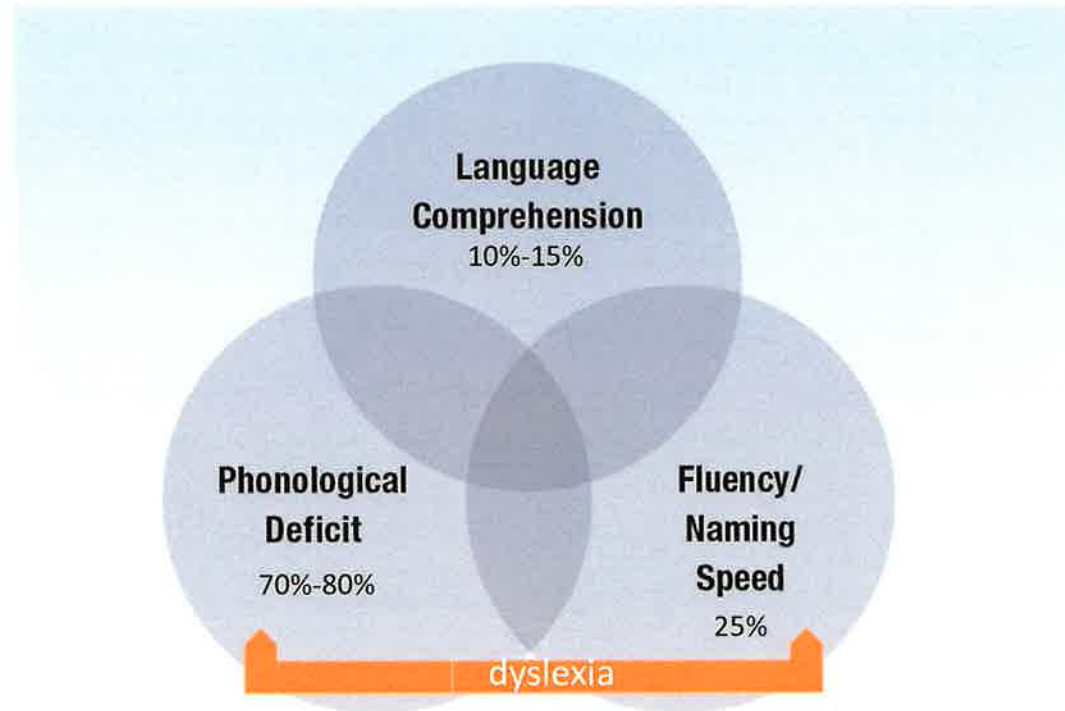 Language
Comprehension
10%-15%
Phonological
Deficit
70%-80%
Fluency/
Naming
Speed
25%
dyslexia